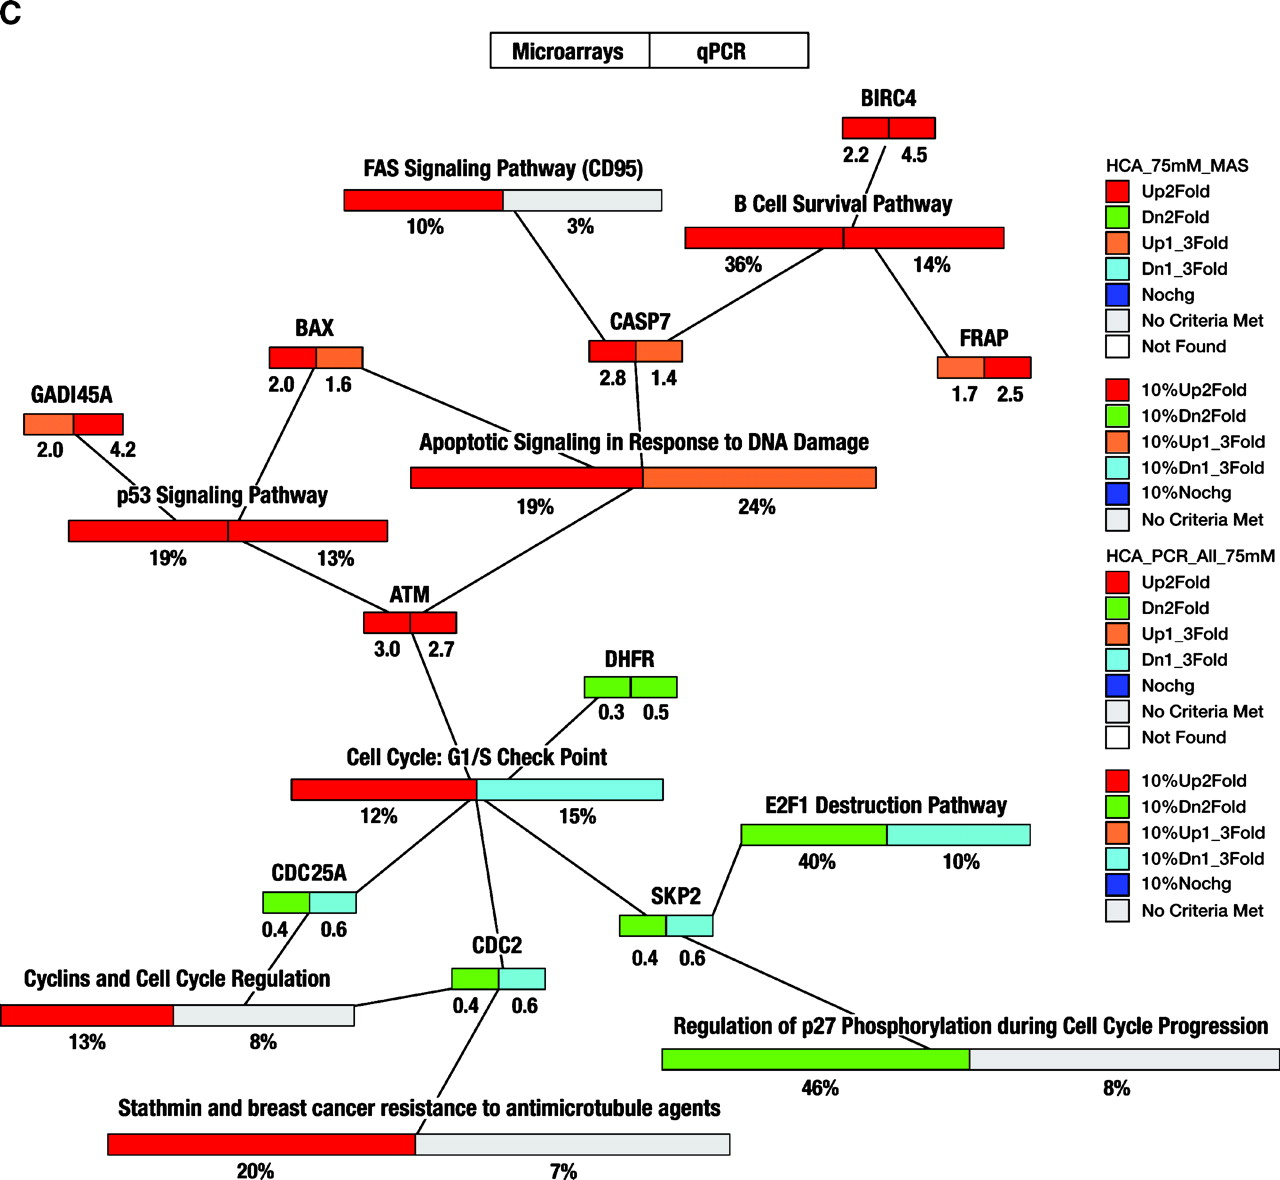 C
Microarrays qPCR
BIRC4
2.2 4.5
FAS Signaling Pathway (CD95)
10% 3%
B Cell Survival Pathway
36% 14%
BAX
2.0 1.6
CASP7
2.8 1.4
FRAP
1.7 2.5
GADI45A
2.0 4.2
Apoptotic Signaling in Response to DNA Damage
19% 24%
p53 Signaling Pathway
19% 13%
ATM
3.0 2.7
DHFR
0.3 0.5
Cell Cycle: G1/S Check Point
12% 15%
E2F1 Destruction Pathway
40% 10%
CDC25A
0.4 0.6
SKP2
0.4 0.6
CDC2
0.4 0.6
Cyclins and Cell Cycle Regulation
13% 8%
Regulation of p27 Phosphorylation during Cell Cycle Progression
46% 8%
Stathmin and breast cancer resistance to antimicrotubule agents
20% 7%
HCA_75mM_MAS
Up2Fold
Dn2Fold
Up1_3Fold
Dn1_3Fold
Nochg
No Criteria Met
Not Found
10%Up2Fold
10%Dn2Fold
10%Up1_3Fold
10%Dn1_3Fold
10%Nochg
No Criteria Met
HCA_PCR_All_75mM
Up2Fold
Dn2Fold
Up1_3Fold
Dn1_3Fold
Nochg
No Criteria Met
Not Found
10%Up2Fold
10%Dn2Fold
10%Up1_3Fold
10%Dn1_3Fold
10%Nochg
No Criteria Met